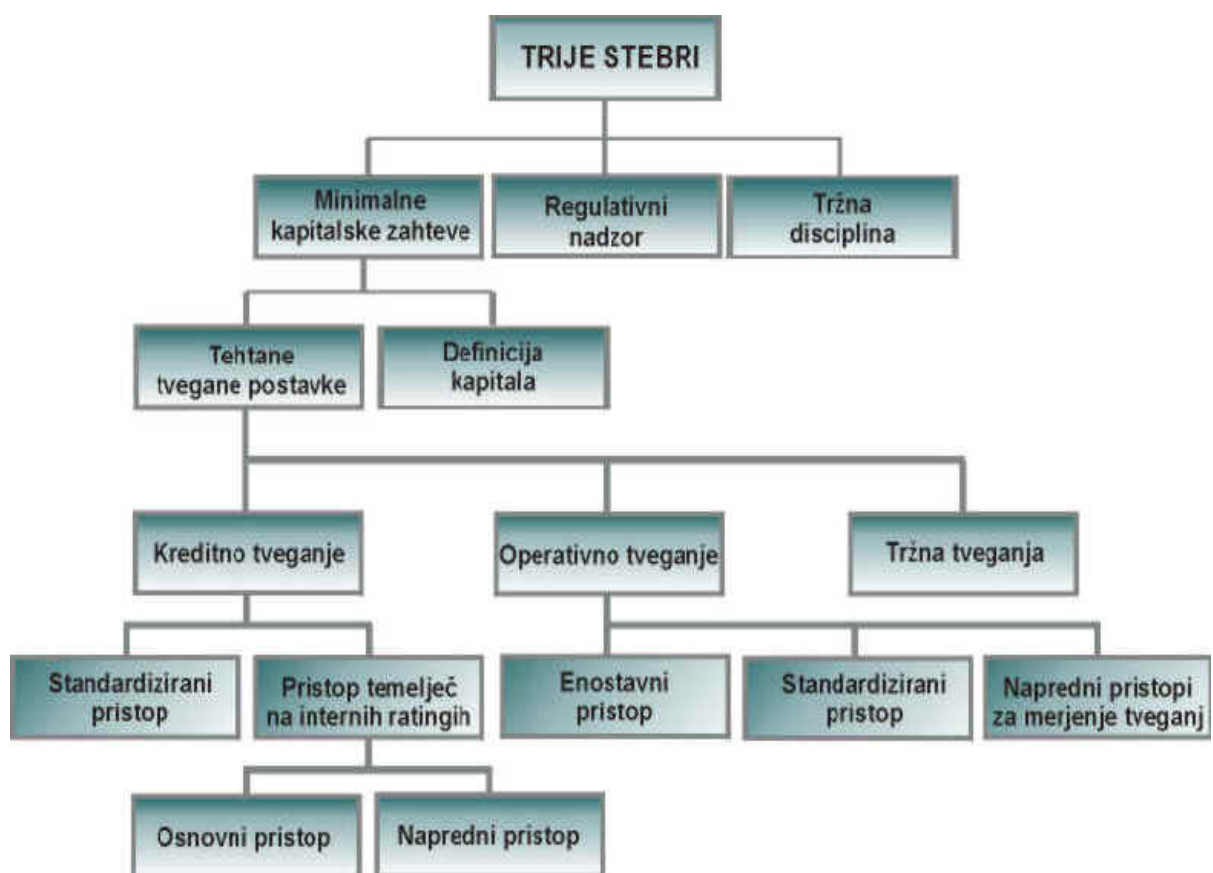 TRIJE STEBRI
Minimalne
kapitalske zahteve
Regulativni
nadzor
Tržna
disciplina
Tehtane
tvegane postavke
Definicija
kapitala
Kreditno tveganje
Operativno tveganje
Tržna tveganja
Standardizirani
pristop
Pristop temelječ
na internih ratingih
Enostavni
pristop
Standardizirani
pristop
Napredni pristopi
za merjenje tveganj
Osnovni pristop
Napredni pristop